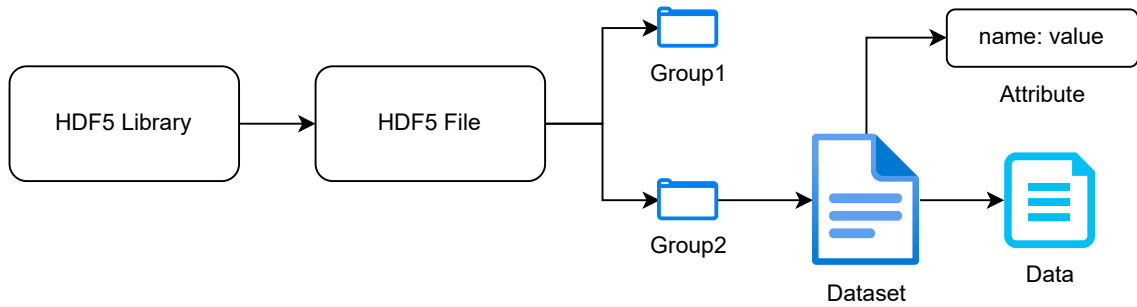 HDF5 Library
HDF5 File
Group1
Group2
name: value
Attribute
Dataset
Data